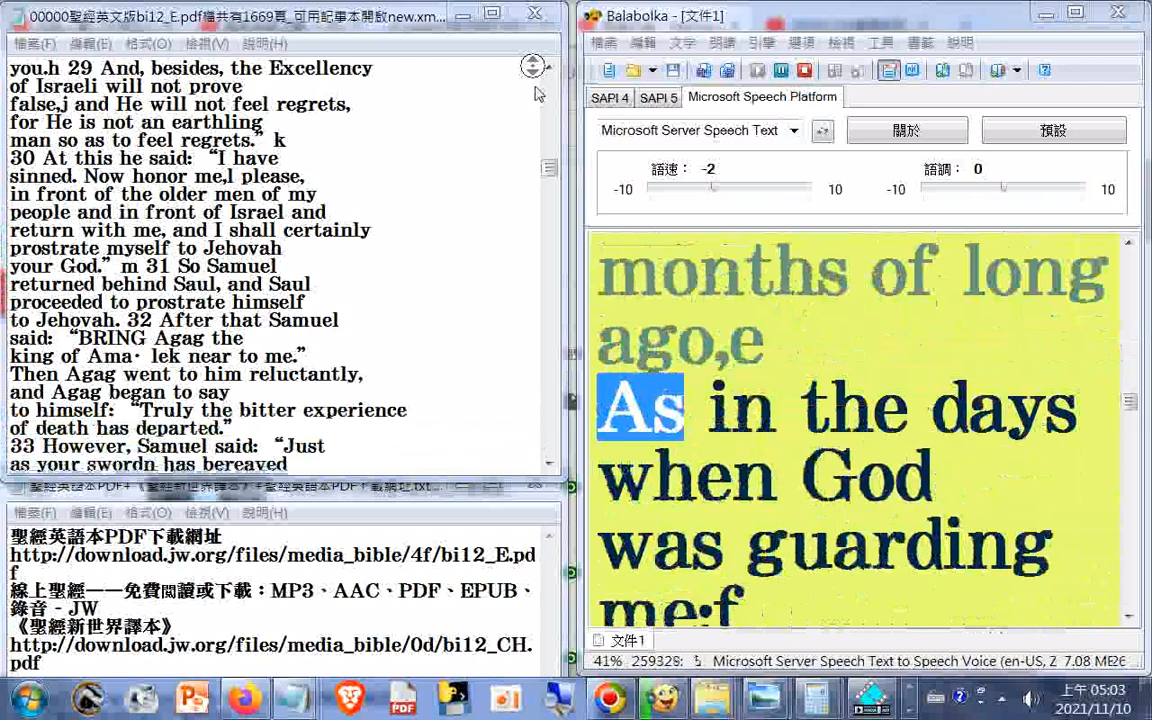 00000聖經英文版bi12_E.pdf檔共有1669頁_可用記事本開啟new.xm...
檔案(F) 編輯(E) 格式(O) 檢視(V) 說明(H)
you.h 29 And, besides, the Excellency
of Israeli will not prove
false,j and He will not feel regrets,
for He is not an earthling
man so as to feel regrets.” k
30 At this he said: “I have
sinned. Now honor me,l please,
in front of the older men of my
people and in front of Israel and
return with me, and I shall certainly
prostrate myself to Jehovah
your God.” m 31 So Samuel
returned behind Saul, and Saul
proceeded to prostrate himself
to Jehovah. 32 After that Samuel
said: “BRING Agag the
king of Ama· lek near to me.”
Then Agag went to him reluctantly,
and Agag began to say
to himself: “Truly the bitter experience
of death has departed.”
33 However, Samuel said: “Just
as your swordn has bereaved
檔案(F) 編輯(E) 格式(O) 檢視(V) 說明(H)
聖經英語本PDF下載網址
http://download.jw.org/files/media_bible/4f/bi12_E.pd
f
線上聖經——免費閱讀或下載：MP3、AAC、PDF、EPUB、
錄音 - JW
《聖經新世界譯本》
http://download.jw.org/files/media_bible/0d/bi12_CH.
pdf
Balabolka - [文件1]
檔案 編輯 文字 朗讀 引擎 選項 檢視 工具 書籤 說明
SAPI 4 SAPI 5 Microsoft Speech Platform
Microsoft Server Speech Text 關於 預設
語速： -2 語調： 0
-10 10 -10 10
months of long
ago,e
As in the days
when God
was guarding
me;f
文件1
41% 259328: Microsoft Server Speech Text to Speech Voice (en-US, Z 7.08 ME26
上午 05:03
2021/11/10